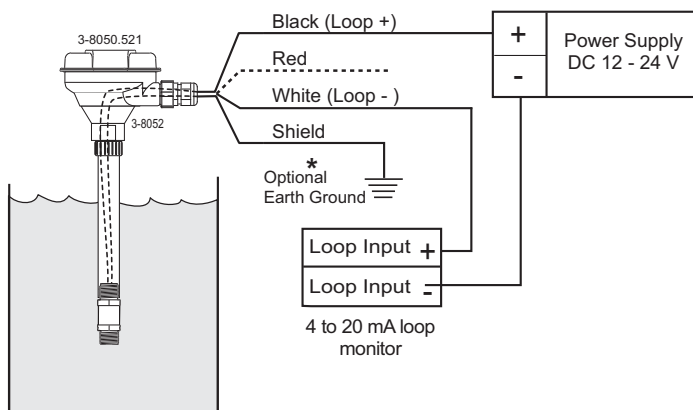 3-8050.521
3-8052
Black (Loop +)
Red
White (Loop - )
Shield
*
Optional
Earth Ground
+
-
Power Supply
DC 12 - 24 V
Loop Input +
Loop Input -
4 to 20 mA loop
monitor